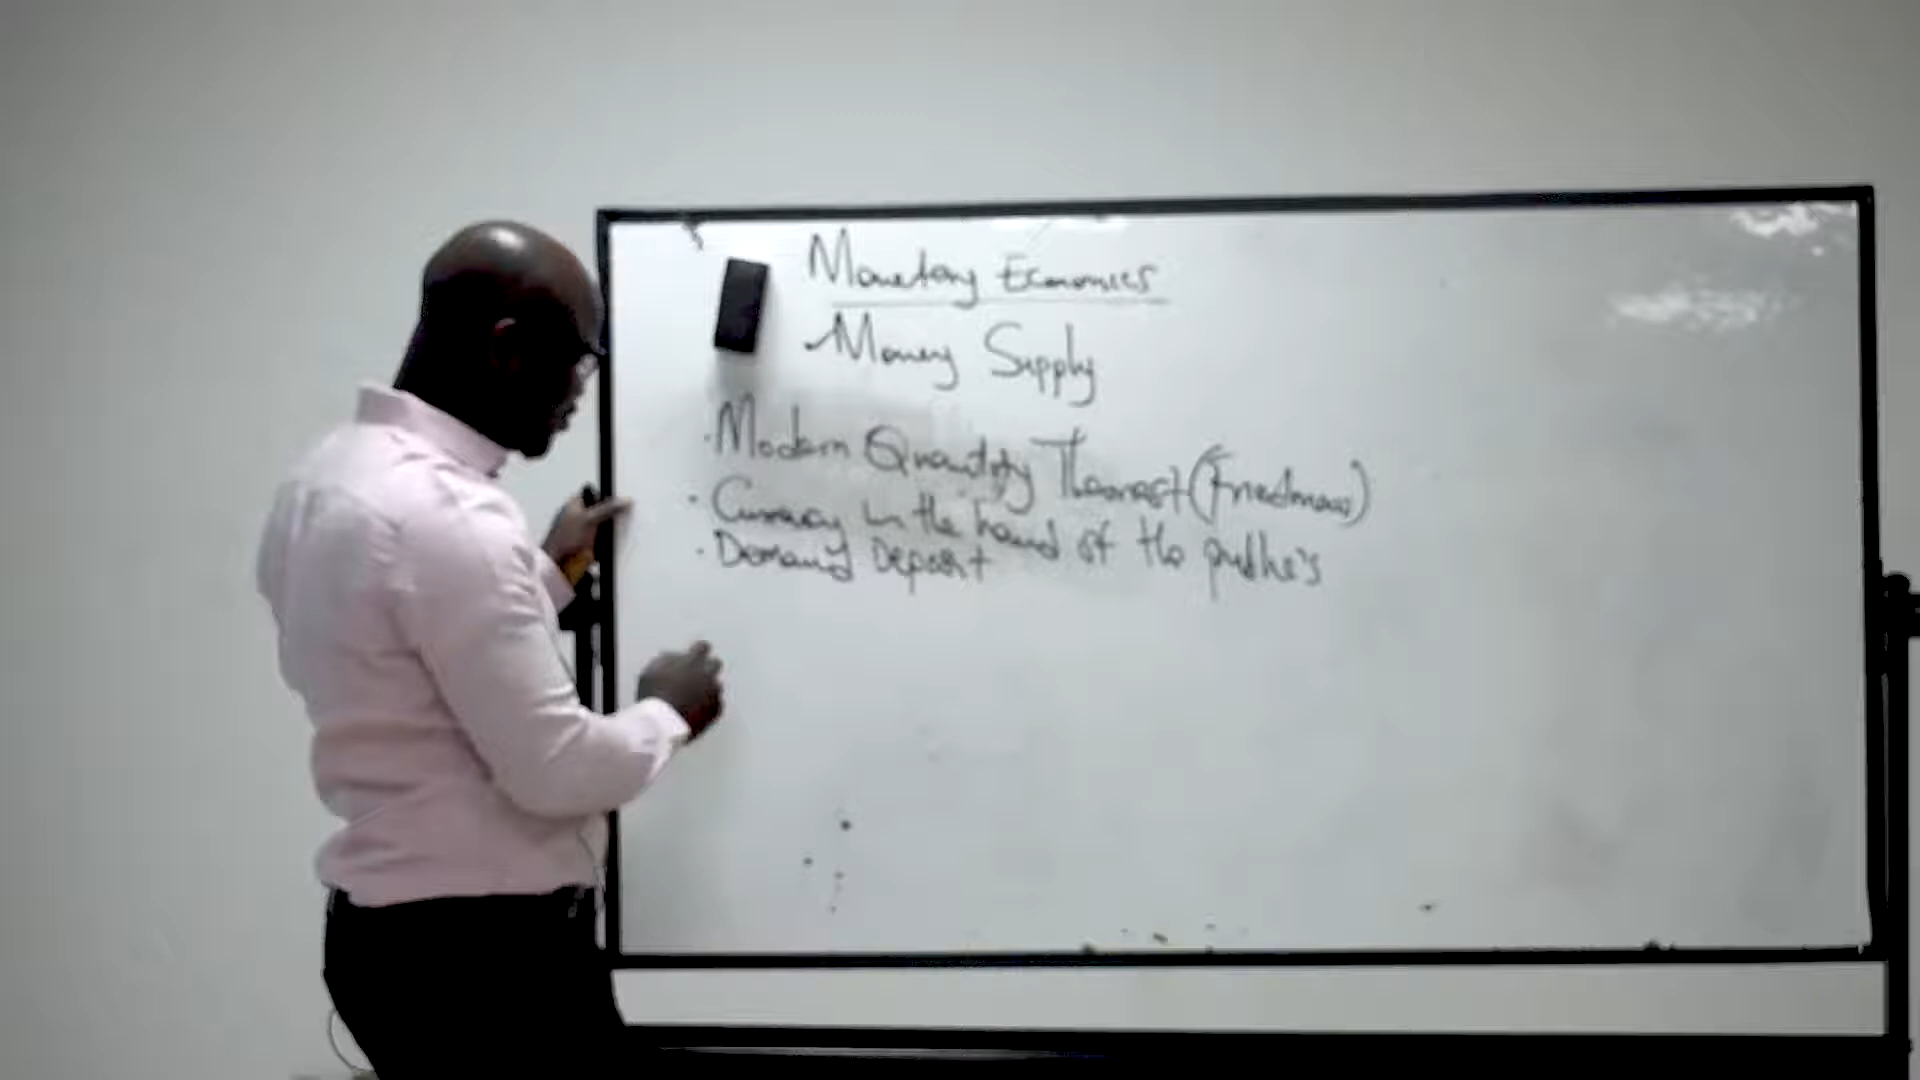 Monetary Economics
Money Supply
• Modern Quantity Theorist (Friedman)
• Currency in the hand of the public's
• Demand Deposit